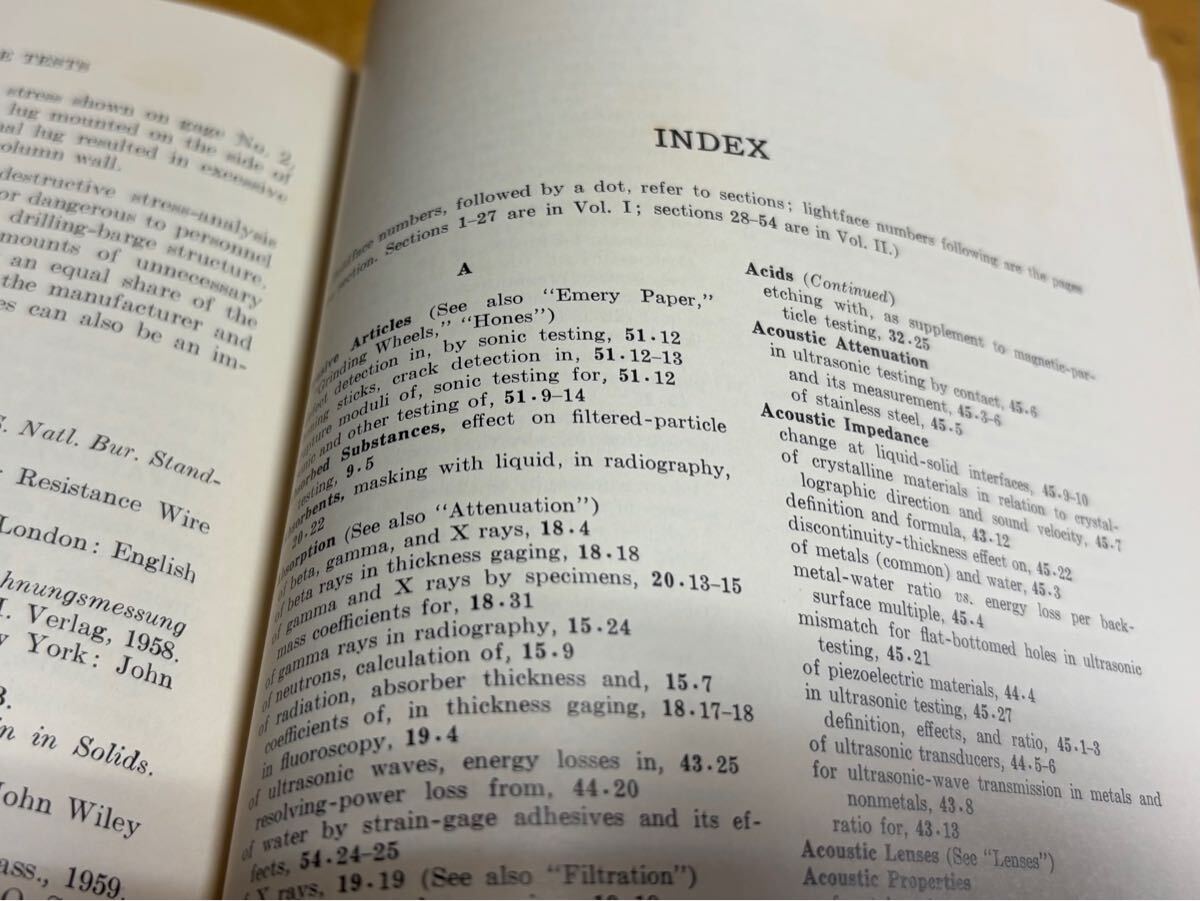 E TESTS
stress shown on gage No. 2,
lug mounted on the side of
nal lug resulted in excessive
column wall.
destructive stress-analysis
or dangerous to personnel
drilling-barge structure.
mounts of unnecessary
an equal share of the
the manufacturer and
es can also be an im-
S. Natl. Bur. Stand-
Resistance Wire
London: English
hnungsmessung
I. Verlag, 1958.
York: John
3.
n in Solids.
John Wiley
ass., 1959.
INDEX
face numbers, followed by a dot, refer to sections; lightface numbers following are the pages
section. Sections 1–27 are in Vol. I; sections 28–54 are in Vol. II.)
A
sive Articles (See also "Emery Paper,"
"Grinding Wheels," "Hones")
detection in, by sonic testing, 51·12
sticks, crack detection in, 51·12–13
moduli of, sonic testing for, 51·12
and other testing of, 51·9–14
sorbed Substances, effect on filtered-particle
testing, 9·5
sorbents, masking with liquid, in radiography,
20·22
sorption (See also "Attenuation")
of beta, gamma, and X rays, 18·4
of beta rays in thickness gaging, 18·18
of gamma and X rays by specimens, 20·13–15
mass coefficients for, 18·31
of gamma rays in radiography, 15·24
of neutrons, calculation of, 15·9
of radiation, absorber thickness and, 15·7
coefficients of, in thickness gaging, 18·17–18
in fluoroscopy, 19·4
of ultrasonic waves, energy losses in, 43·25
resolving-power loss from, 44·20
of water by strain-gage adhesives and its ef-
fects, 54·24–25
of X rays, 19·19 (See also "Filtration")
Acids (Continued)
etching with, as supplement to magnetic-par-
ticle testing, 32·25
Acoustic Attenuation
in ultrasonic testing by contact, 45·6
and its measurement, 45·3–6
of stainless steel, 45·5
Acoustic Impedance
change at liquid-solid interfaces, 45·9–10
of crystalline materials in relation to crystal-
lographic direction and sound velocity, 45·7
definition and formula, 43·12
discontinuity-thickness effect on, 45·22
of metals (common) and water, 45·3
metal-water ratio vs. energy loss per back-
surface multiple, 45·4
mismatch for flat-bottomed holes in ultrasonic
testing, 45·21
of piezoelectric materials, 44·4
in ultrasonic testing, 45·27
definition, effects, and ratio, 45·1–3
of ultrasonic transducers, 44·5–6
for ultrasonic-wave transmission in metals and
nonmetals, 43·8
ratio for, 43·13
Acoustic Lenses (See "Lenses")
Acoustic Properties